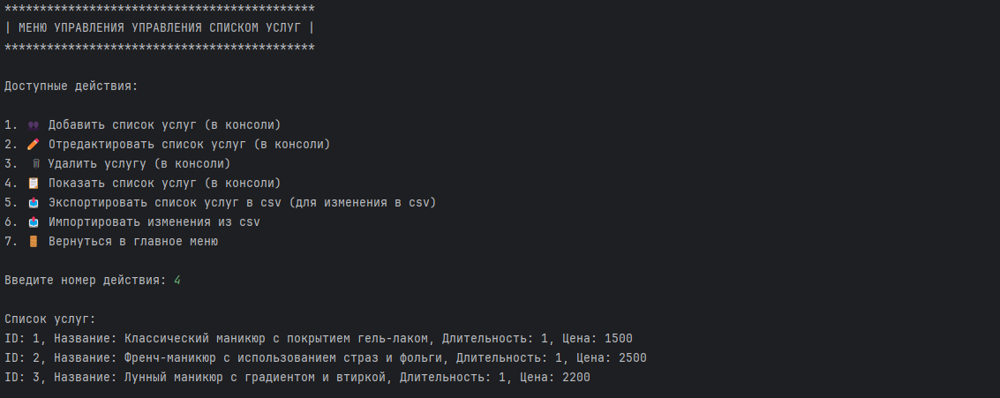 ********************************************
| МЕНЮ УПРАВЛЕНИЯ УПРАВЛЕНИЯ СПИСКОМ УСЛУГ |
********************************************
Доступные действия:
1. 👥 Добавить список услуг (в консоли)
2. ✏️ Отредактировать список услуг (в консоли)
3. 🗑 Удалить услугу (в консоли)
4. 📋 Показать список услуг (в консоли)
5. 📤 Экспортировать список услуг в csv (для изменения в csv)
6. 📤 Импортировать изменения из csv
7. 🚪 Вернуться в главное меню
Введите номер действия: 4
Список услуг:
ID: 1, Название: Классический маникюр с покрытием гель-лаком, Длительность: 1, Цена: 1500
ID: 2, Название: Френч-маникюр с использованием страз и фольги, Длительность: 1, Цена: 2500
ID: 3, Название: Лунный маникюр с градиентом и втиркой, Длительность: 1, Цена: 2200